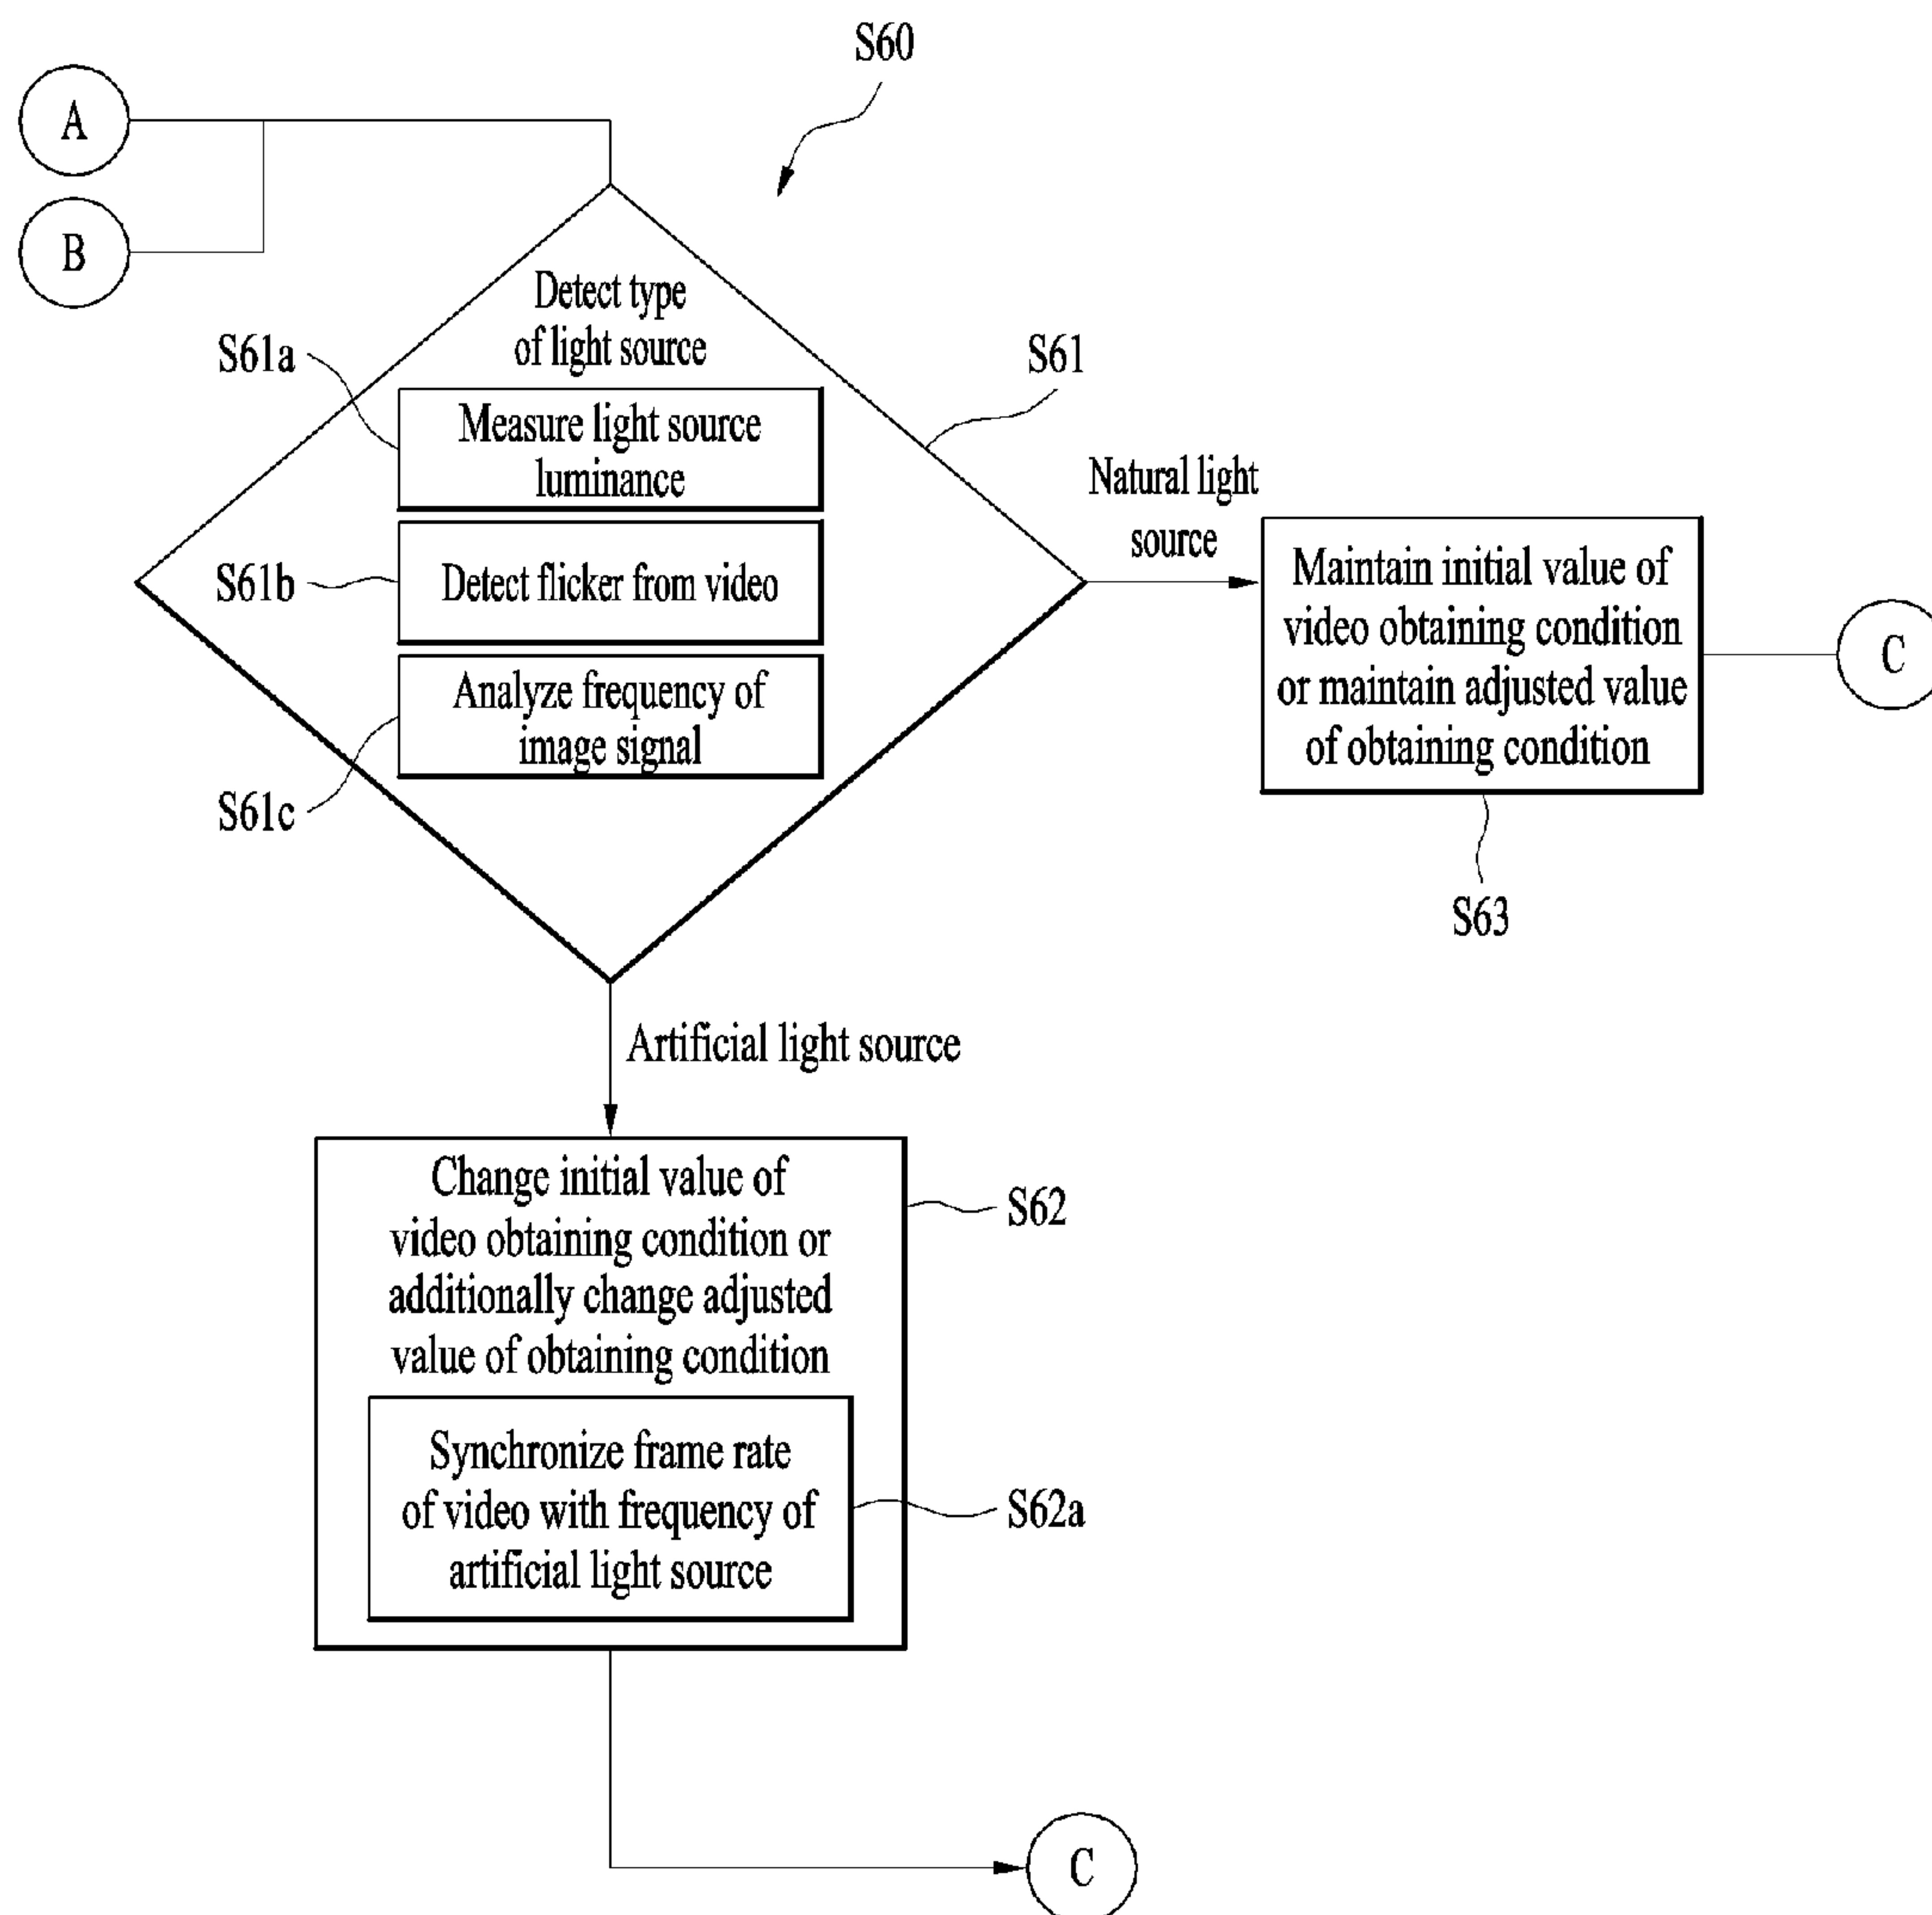 S60
A
B
Detect type
of light source
S61a
S61
Measure light source
luminance
Natural light
source
S61b
Detect flicker from video
Maintain initial value of
video obtaining condition
or maintain adjusted value
of obtaining condition
C
Analyze frequency of
image signal
S61c
S63
Artificial light source
Change initial value of
video obtaining condition or
additionally change adjusted
value of obtaining condition
S62
Synchronize frame rate
of video with frequency of
artificial light source
S62a
C